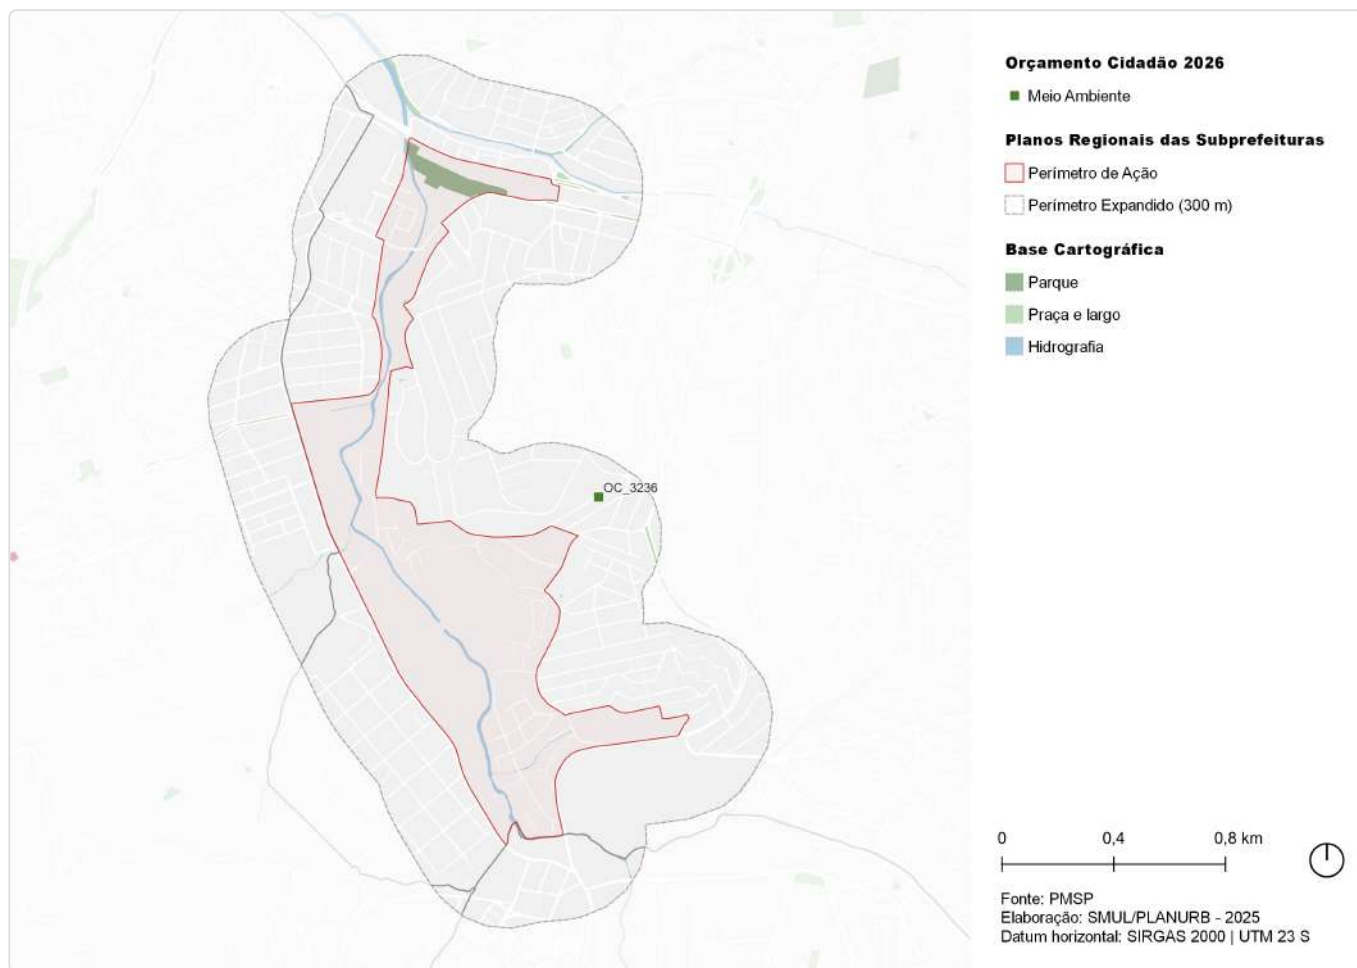 Orçamento Cidadão 2026
Meio Ambiente
Planos Regionais das Subprefeituras
Perímetro de Ação
Perímetro Expandido (300 m)
Base Cartográfica
Parque
Praça e largo
Hidrografia
OC_3236
0 0,4 0,8 km
Fonte: PMSP
Elaboração: SMUL/PLANURB - 2025
Datum horizontal: SIRGAS 2000 | UTM 23 S